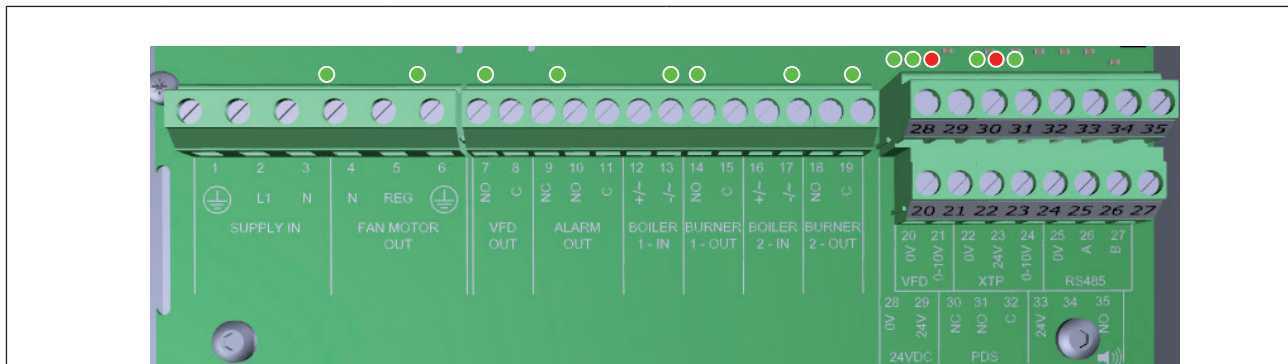 28 29 30 31 32 33 34 35
20 21 22 23 24 25 26 27
1 2 3 4 5 6 7 8 9 10 11 12 13 14 15 16 17 18 19
L1 N N REG NO C NC NO C +/~ -/~ NO C +/~ -/~ NO C
SUPPLY IN
FAN MOTOR
OUT
VFD
OUT
ALARM
OUT
BOILER
1 - IN
BURNER
1 - OUT
BOILER
2 - IN
BURNER
2 - OUT
20 21 22 23 24 25 26 27
0V 0-10V 0V 24V 0-10V 0V A B
VFD XTP RS485
28 29 30 31 32 33 34 35
0V 24V NC NO C 24V NO
24VDC PDS